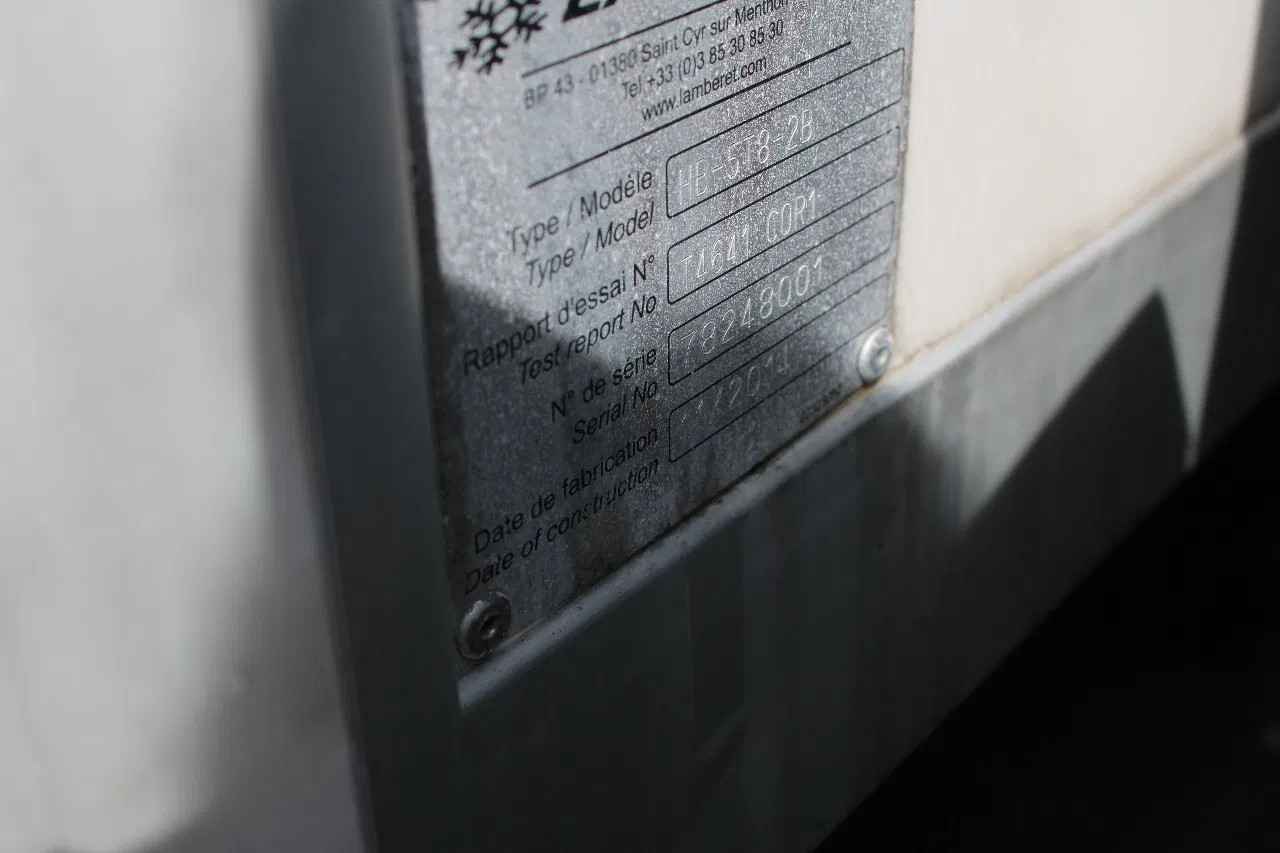 BP 43 - 01380 Saint Cyr sur Menthon
Tel +33 (0)3 85 30 85 30
www.lamberet.com
Type / Modèle
Type / Model
HB-5T8-2B
Rapport d'essai N°
Test report No
T4641 COR1
N° de série
Serial No
78248001
Date de fabrication
Date of construction